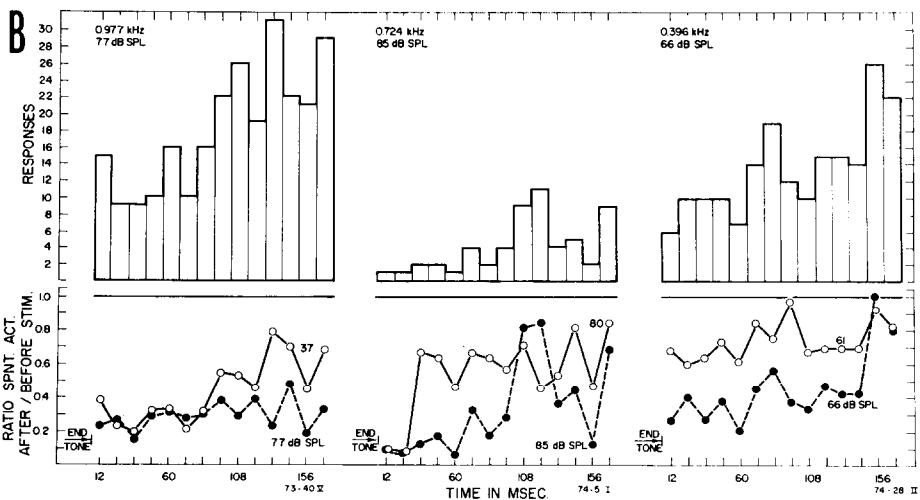 B
0.977 kHz
77 dB SPL
0.724 kHz
85 dB SPL
0.396 kHz
66 dB SPL
RESPONSES
30
28
26
24
22
20
18
16
14
12
10
8
6
4
2
RATIO SPNT. ACT.
AFTER / BEFORE STIM.
1.0
0.8
0.6
0.4
0.2
END
TONE
37
77 dB SPL
END
TONE
80
85 dB SPL
END
TONE
61
66 dB SPL
12 60 108 156
12 60 108 156
12 60 108 156
73-40 V
TIME IN MSEC.
74-5 I
74-28 II